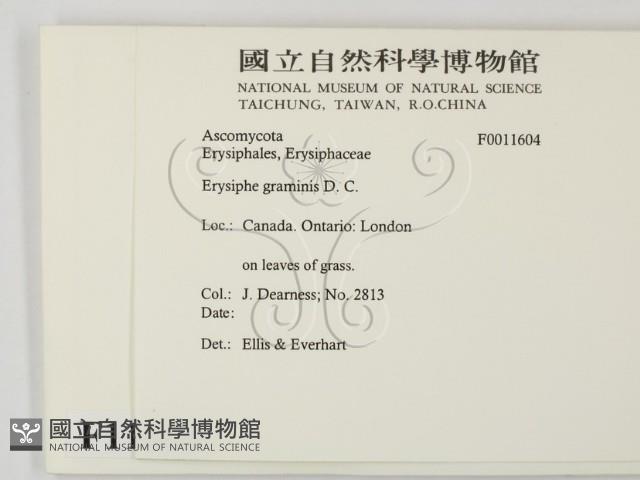 國立自然科學博物館
NATIONAL MUSEUM OF NATURAL SCIENCE
TAICHUNG, TAIWAN, R.O.CHINA
Ascomycota F0011604
Erysiphales, Erysiphaceae
Erysiphe graminis D. C.
Loc.: Canada. Ontario: London
on leaves of grass.
Col.: J. Dearness; No. 2813
Date:
Det.: Ellis & Everhart
國立自然科學博物館
NATIONAL MUSEUM OF NATURAL SCIENCE